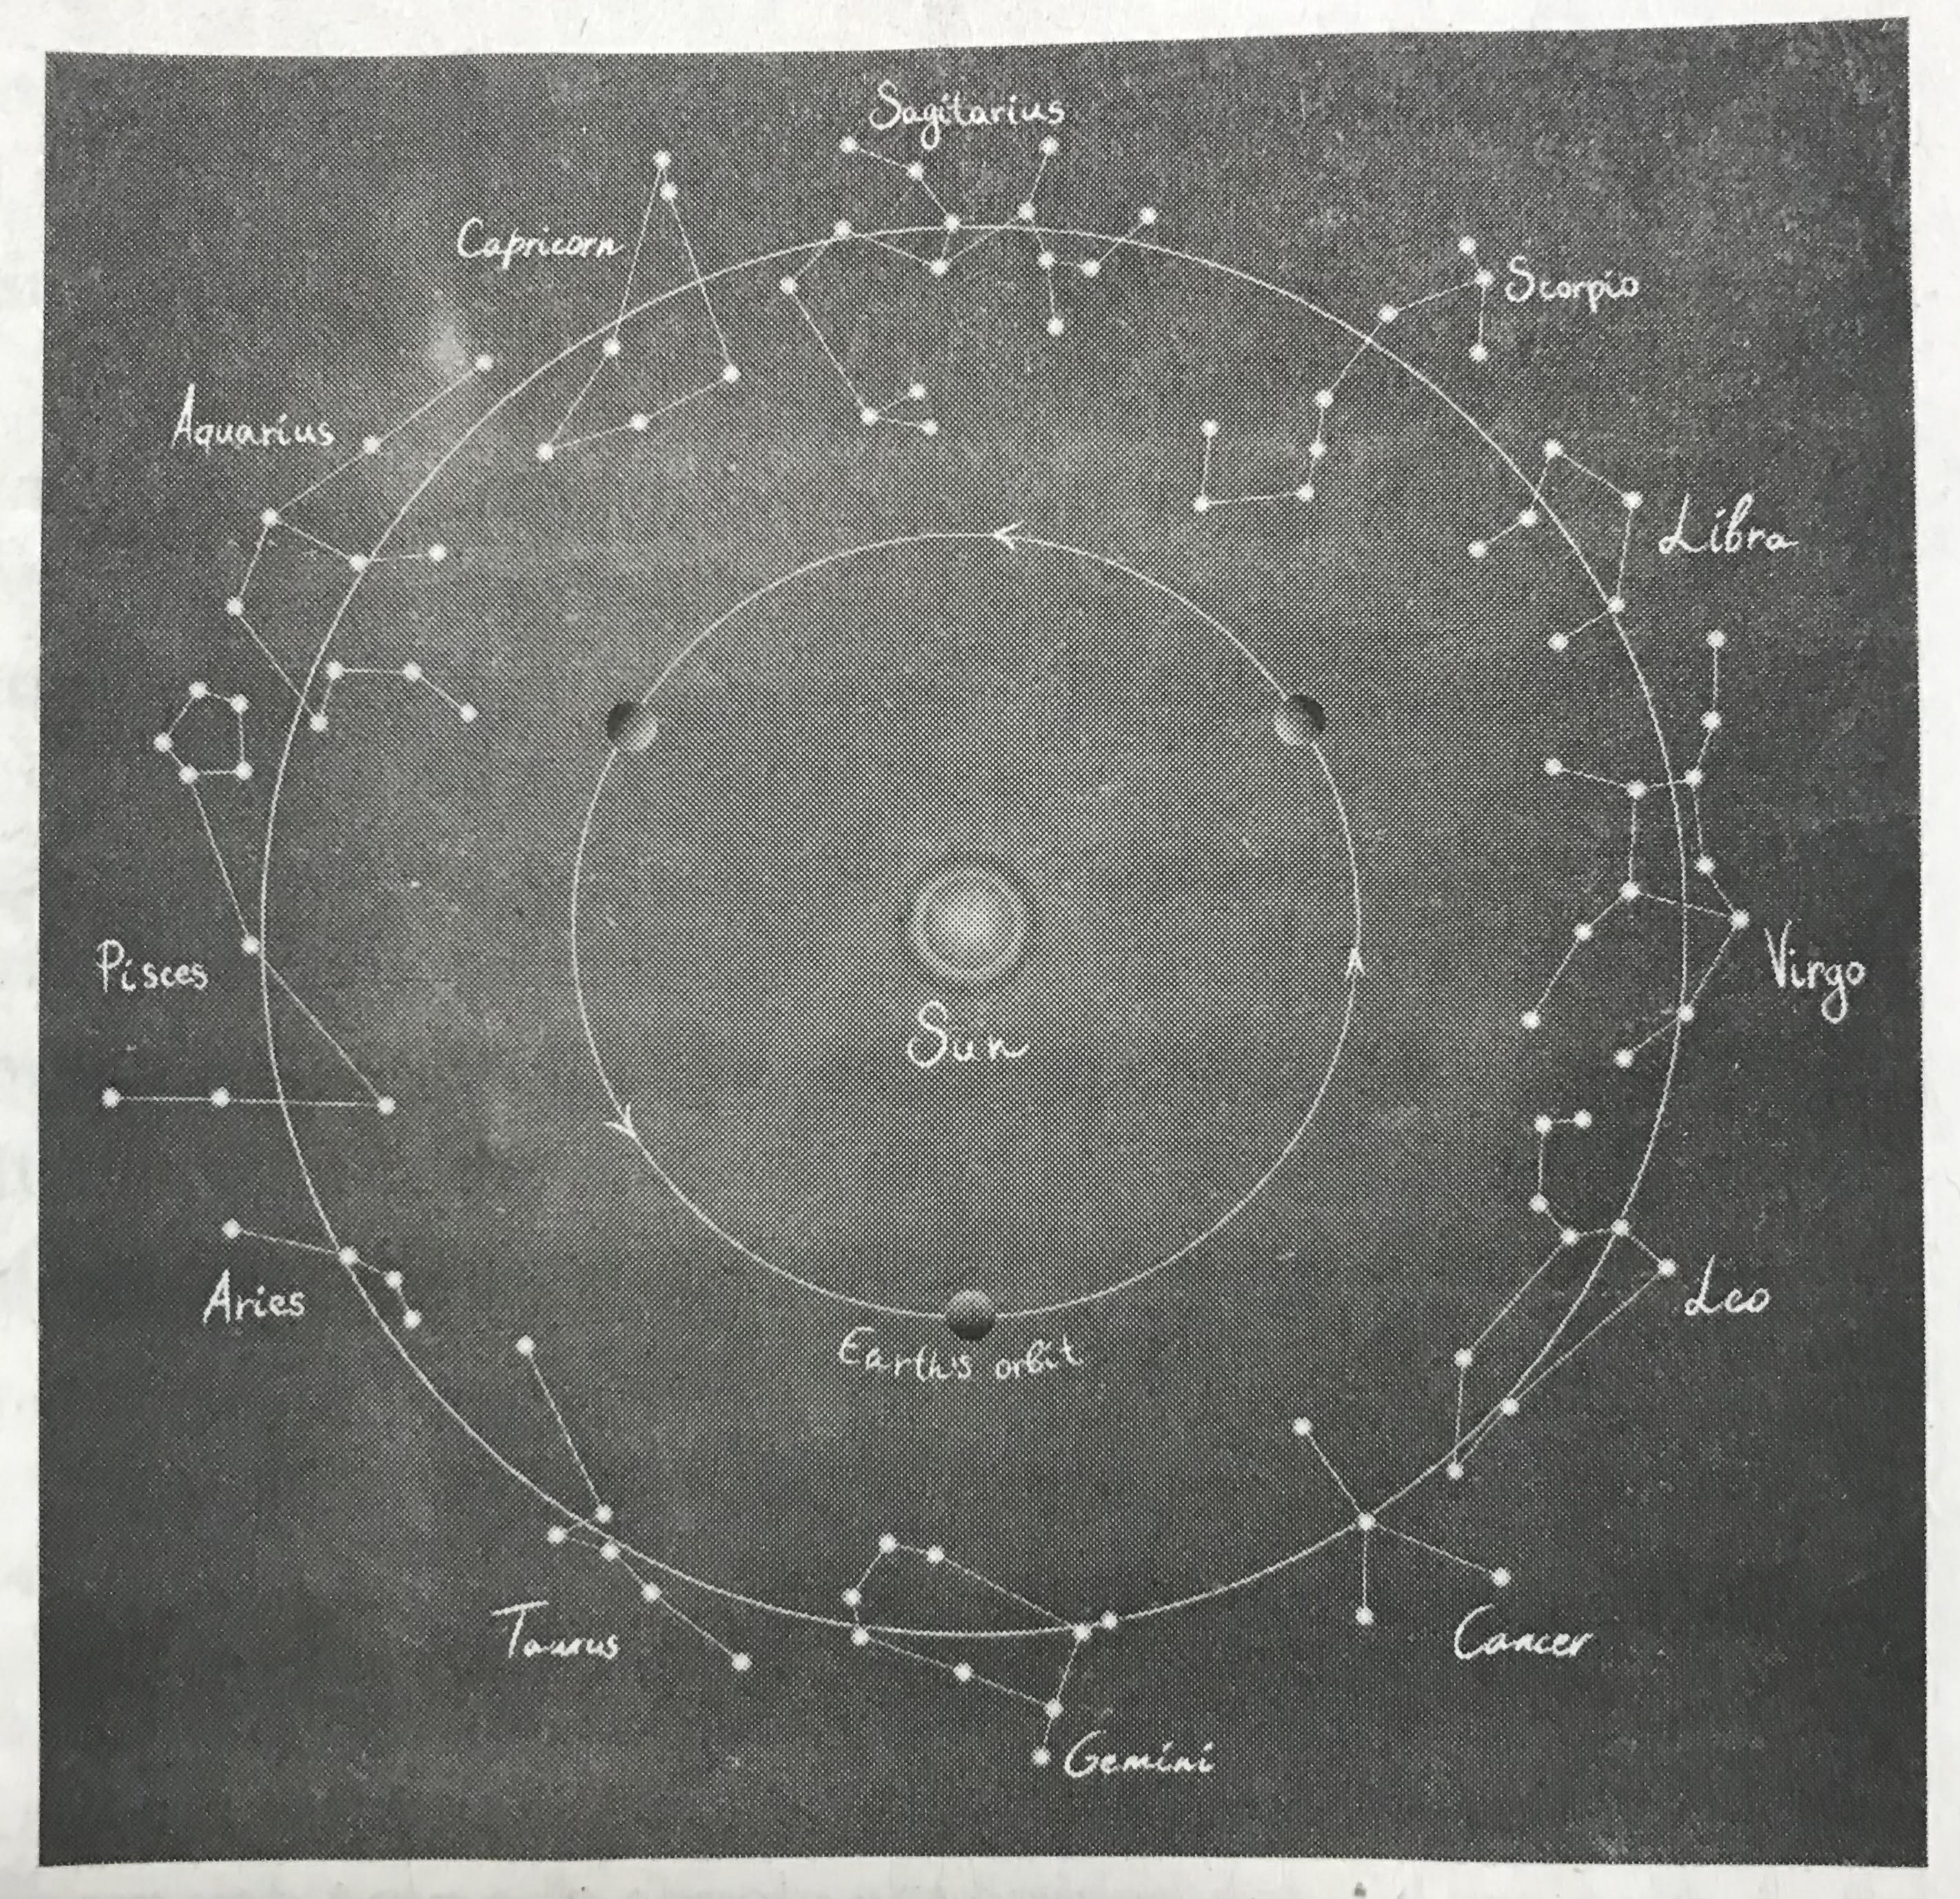 Sagitarius
Capricorn
Scorpio
Aquarius
Libra
Pisces
Virgo
Sun
Aries
Leo
Earth's orbit
Taurus
Cancer
Gemini